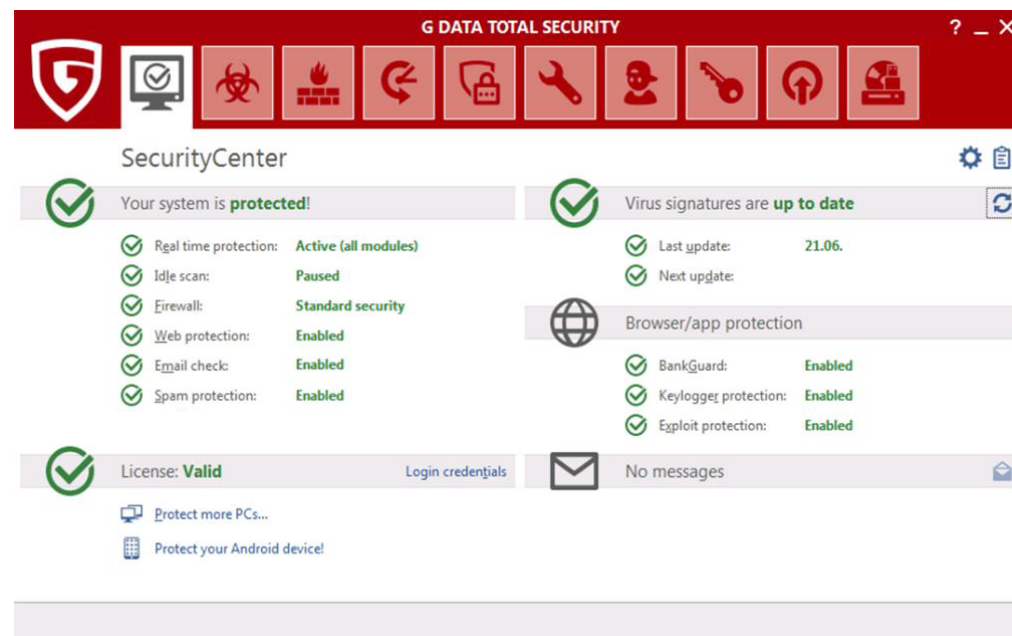 G DATA TOTAL SECURITY
SecurityCenter
Your system is protected!
Real time protection: Active (all modules)
Idle scan: Paused
Firewall: Standard security
Web protection: Enabled
Email check: Enabled
Spam protection: Enabled
License: Valid Login credentials
Protect more PCs...
Protect your Android device!
Virus signatures are up to date
Last update: 21.06.
Next update:
Browser/app protection
BankGuard: Enabled
Keylogger protection: Enabled
Exploit protection: Enabled
No messages